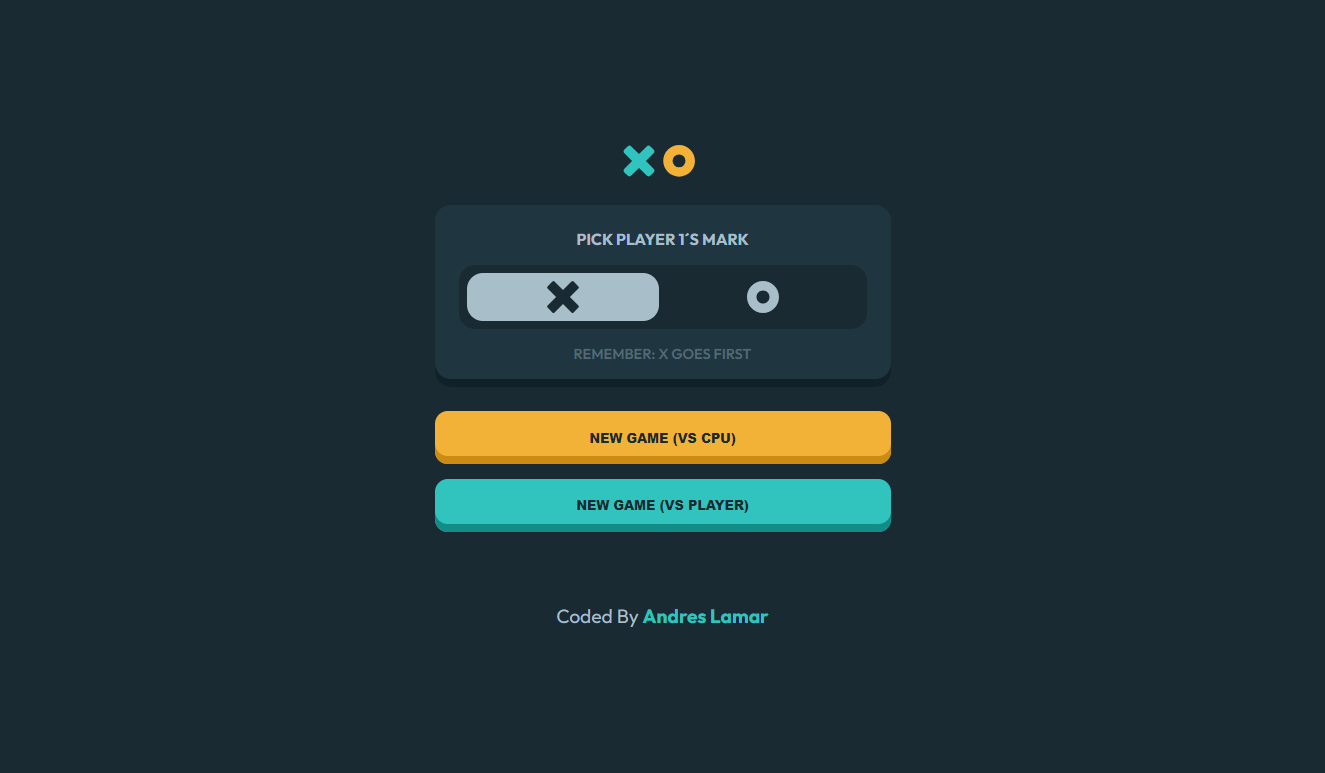 XO
PICK PLAYER 1´S MARK
X O
REMEMBER: X GOES FIRST
NEW GAME (VS CPU)
NEW GAME (VS PLAYER)
Coded By Andres Lamar